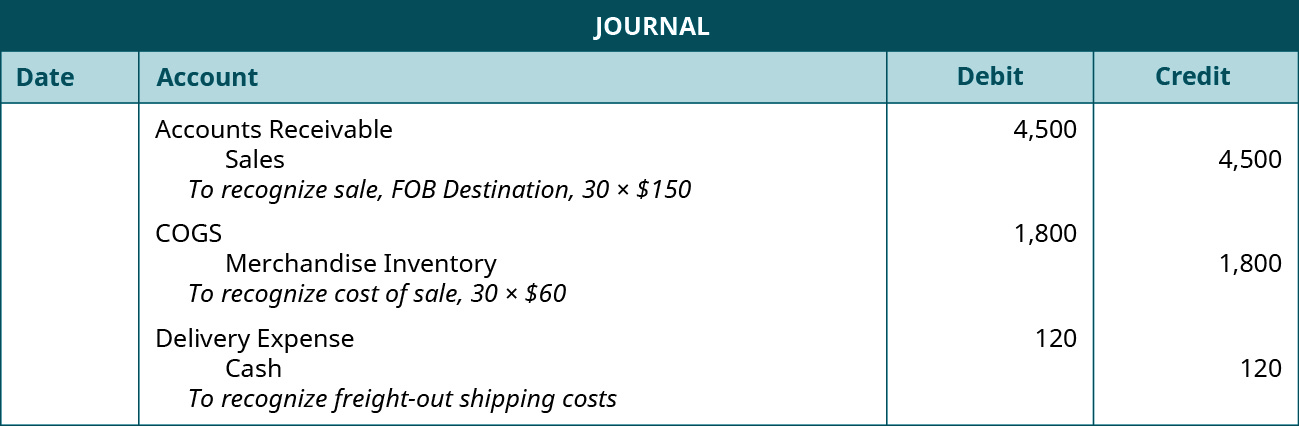 JOURNAL
Date Account Debit Credit
Accounts Receivable 4,500
Sales 4,500
To recognize sale, FOB Destination, 30 × $150
COGS 1,800
Merchandise Inventory 1,800
To recognize cost of sale, 30 × $60
Delivery Expense 120
Cash 120
To recognize freight-out shipping costs